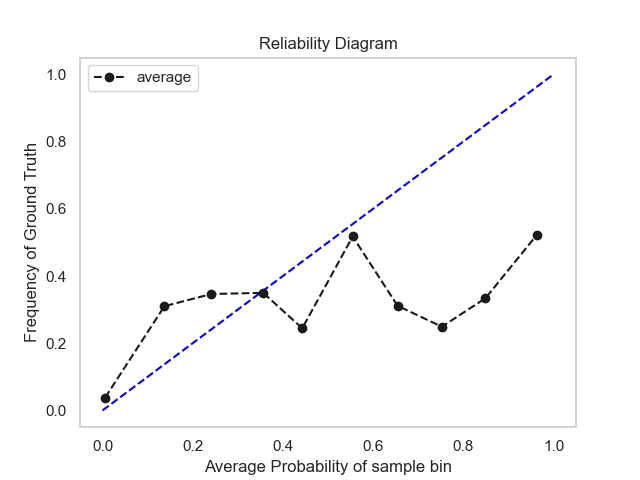 Reliability Diagram
average
Frequency of Ground Truth
1.0
0.8
0.6
0.4
0.2
0.0
0.0 0.2 0.4 0.6 0.8 1.0
Average Probability of sample bin